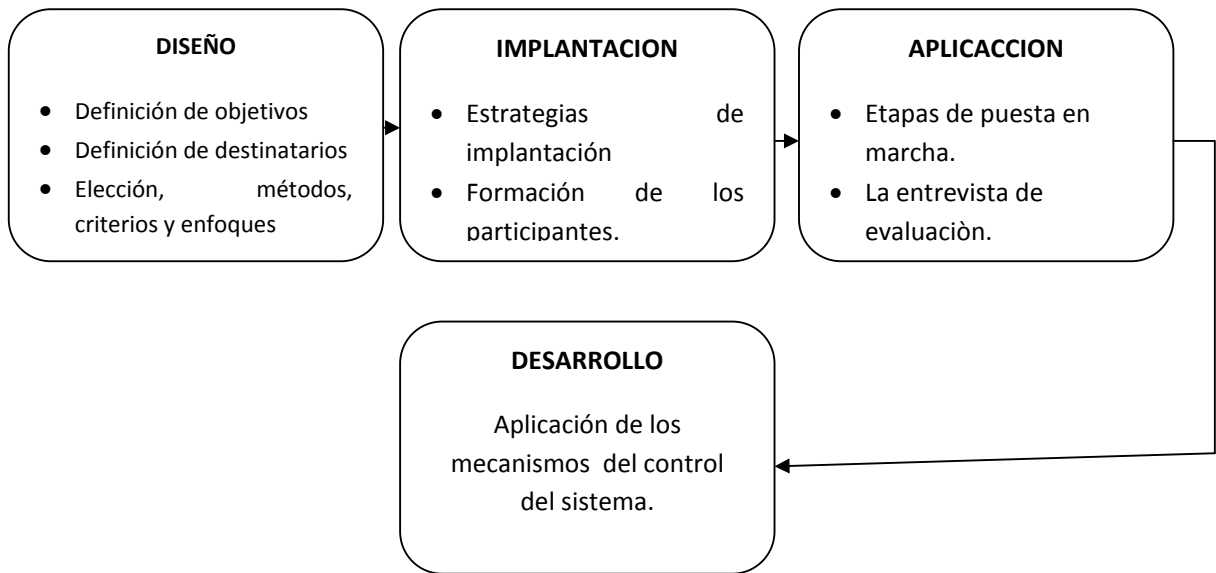 DISEÑO
• Definición de objetivos
• Definición de destinatarios
• Elección, métodos,
criterios y enfoques
IMPLANTACION
• Estrategias de
implantación
• Formación de los
participantes.
APLICACCION
• Etapas de puesta en
marcha.
• La entrevista de
evaluaciòn.
DESARROLLO
Aplicación de los
mecanismos del control
del sistema.